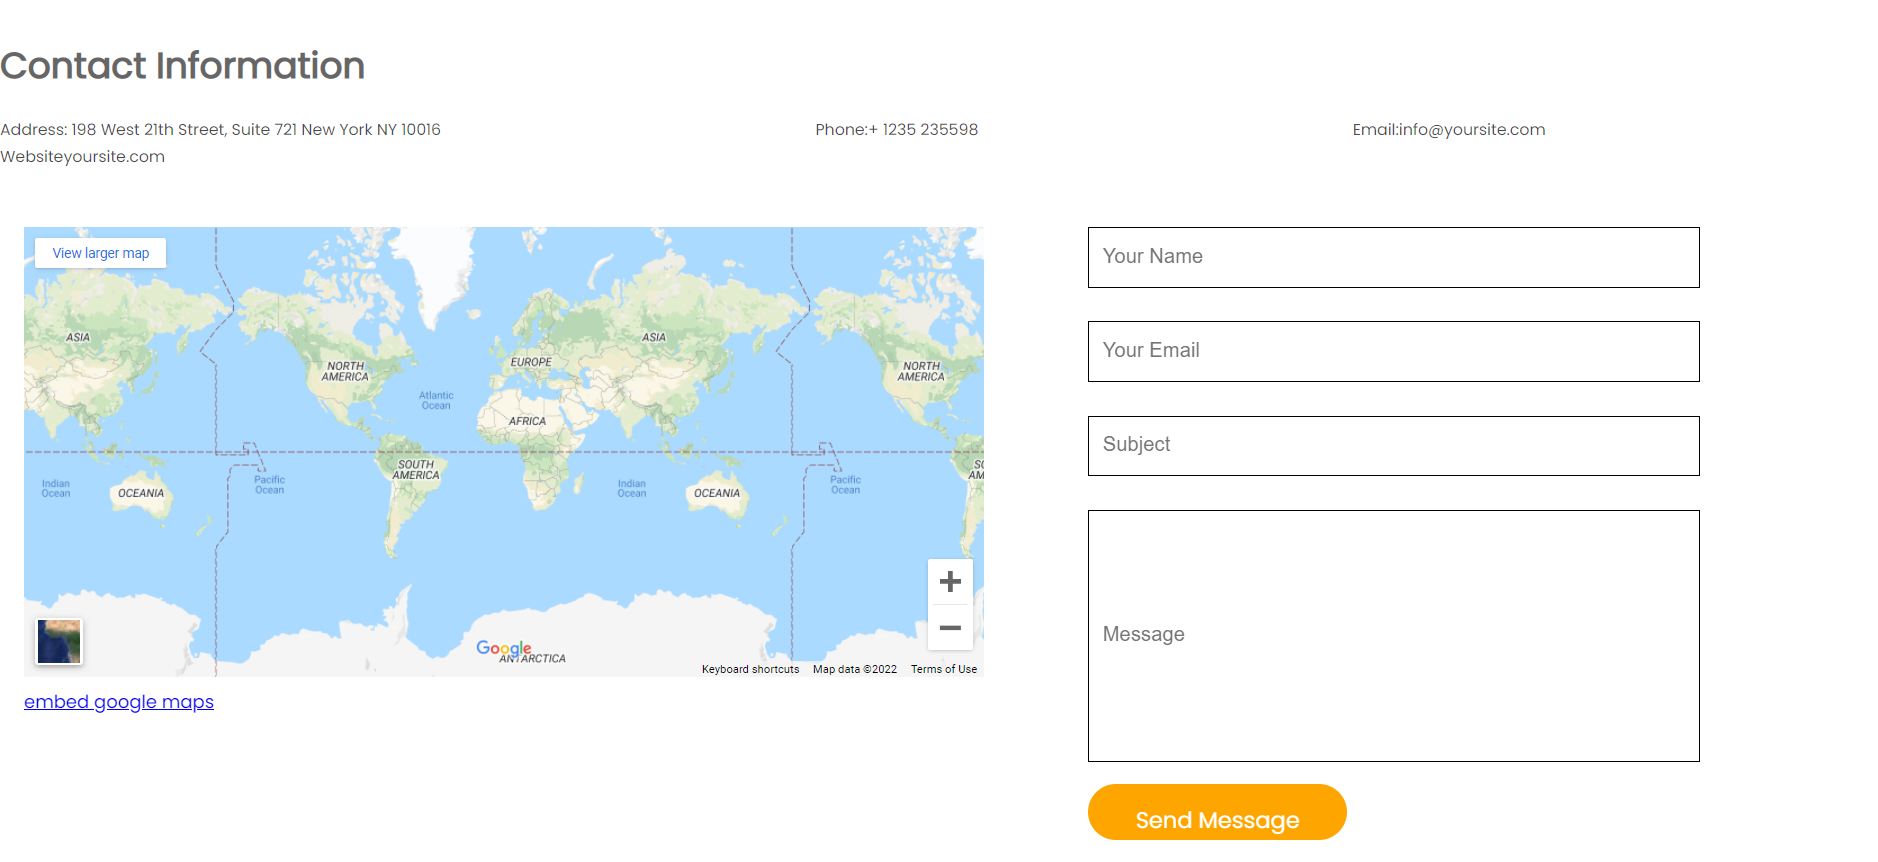 Contact Information
Address: 198 West 21th Street, Suite 721 New York NY 10016
Phone:+ 1235 235598
Email:info@yoursite.com
Websiteyoursite.com
View larger map
ASIA
NORTH
AMERICA
Atlantic
Ocean
EUROPE
AFRICA
ASIA
NORTH
AMERICA
Indian
Ocean
OCEANIA
Pacific
Ocean
SOUTH
AMERICA
Indian
Ocean
OCEANIA
Pacific
Ocean
SO
AM
Google
ANTARCTICA
Keyboard shortcuts
Map data ©2022
Terms of Use
embed google maps
Your Name
Your Email
Subject
Message
Send Message